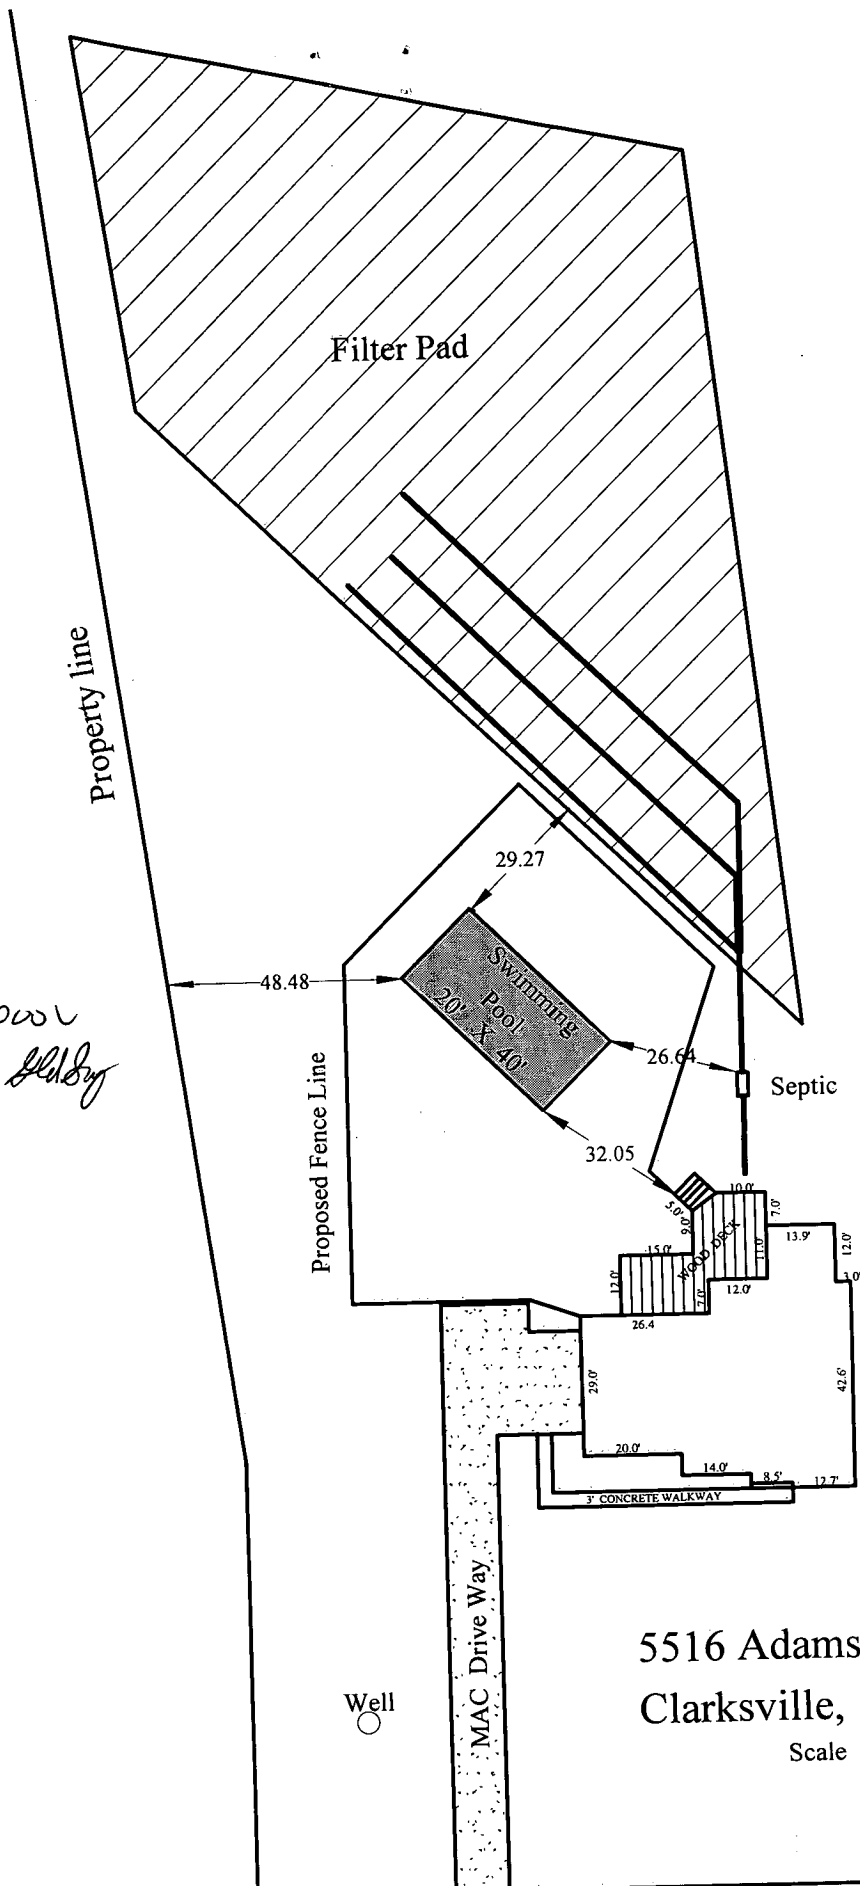 Filter Pad
Property line
29.27
48.48
Swimming
Pool
20' X 40'
26.64
Septic
32.05
Proposed Fence Line
10.0'
5.0'
9.0'
7.0'
13.9'
12.0'
3.0'
15.0'
WOOD DECK
11.0'
12.0'
12.0'
7.0'
26.4
29.0'
42.6'
20.0'
14.0'
8.5'
12.7'
3' CONCRETE WALKWAY
MAC Drive Way
Well
5516 Adams
Clarksville,
Scale